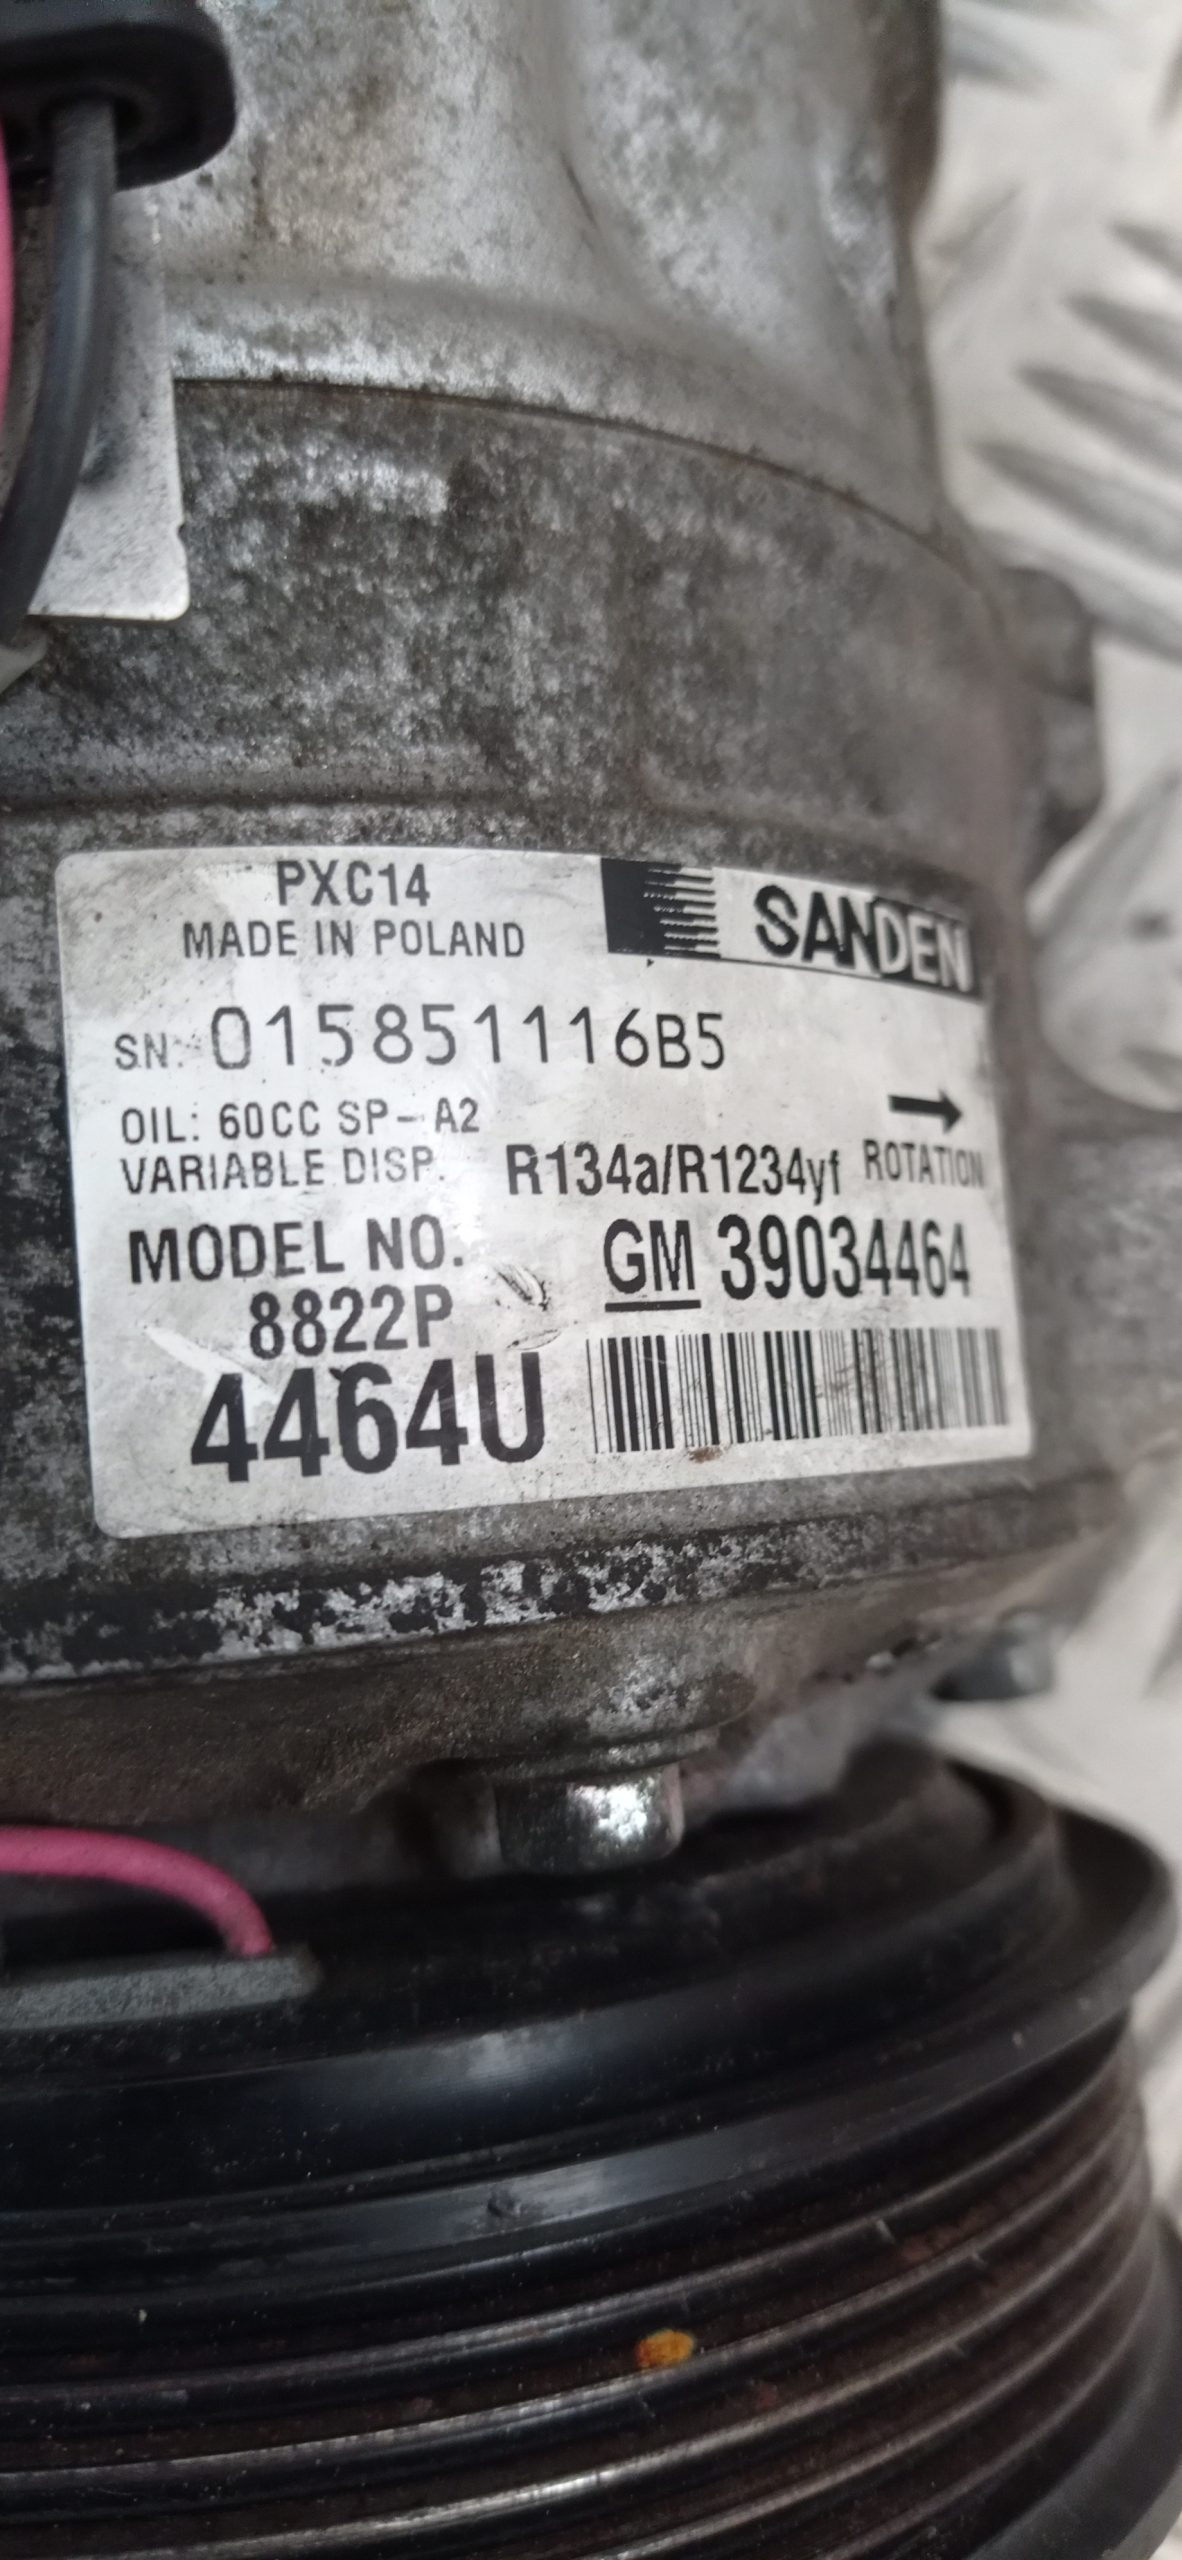 PXC14
MADE IN POLAND
SANDEN
SN: 015851116B5
OIL: 60CC SP-A2
VARIABLE DISP. R134a/R1234yf ROTATION
MODEL NO. GM 39034464
8822P
4464U